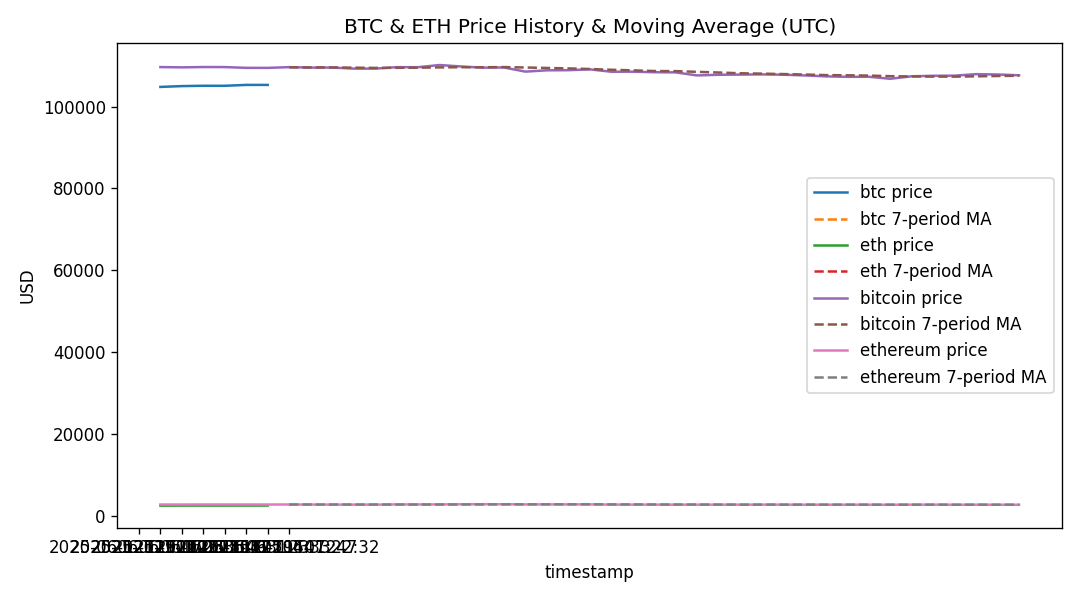 BTC & ETH Price History & Moving Average (UTC)
100000
80000
60000
40000
20000
0
USD
btc price
btc 7-period MA
eth price
eth 7-period MA
bitcoin price
bitcoin 7-period MA
ethereum price
ethereum 7-period MA
timestamp